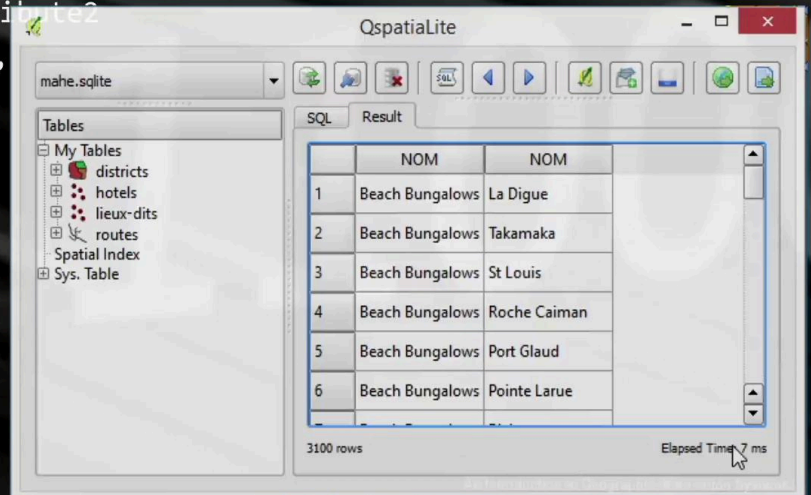 ibute2
QspatiaLite
mahe.sqlite
SQL
Result
Tables
My Tables
districts
hotels
lieux-dits
routes
Spatial Index
Sys. Table
NOM NOM
1 Beach Bungalows La Digue
2 Beach Bungalows Takamaka
3 Beach Bungalows St Louis
4 Beach Bungalows Roche Caiman
5 Beach Bungalows Port Glaud
6 Beach Bungalows Pointe Larue
3100 rows
Elapsed Time 7 ms